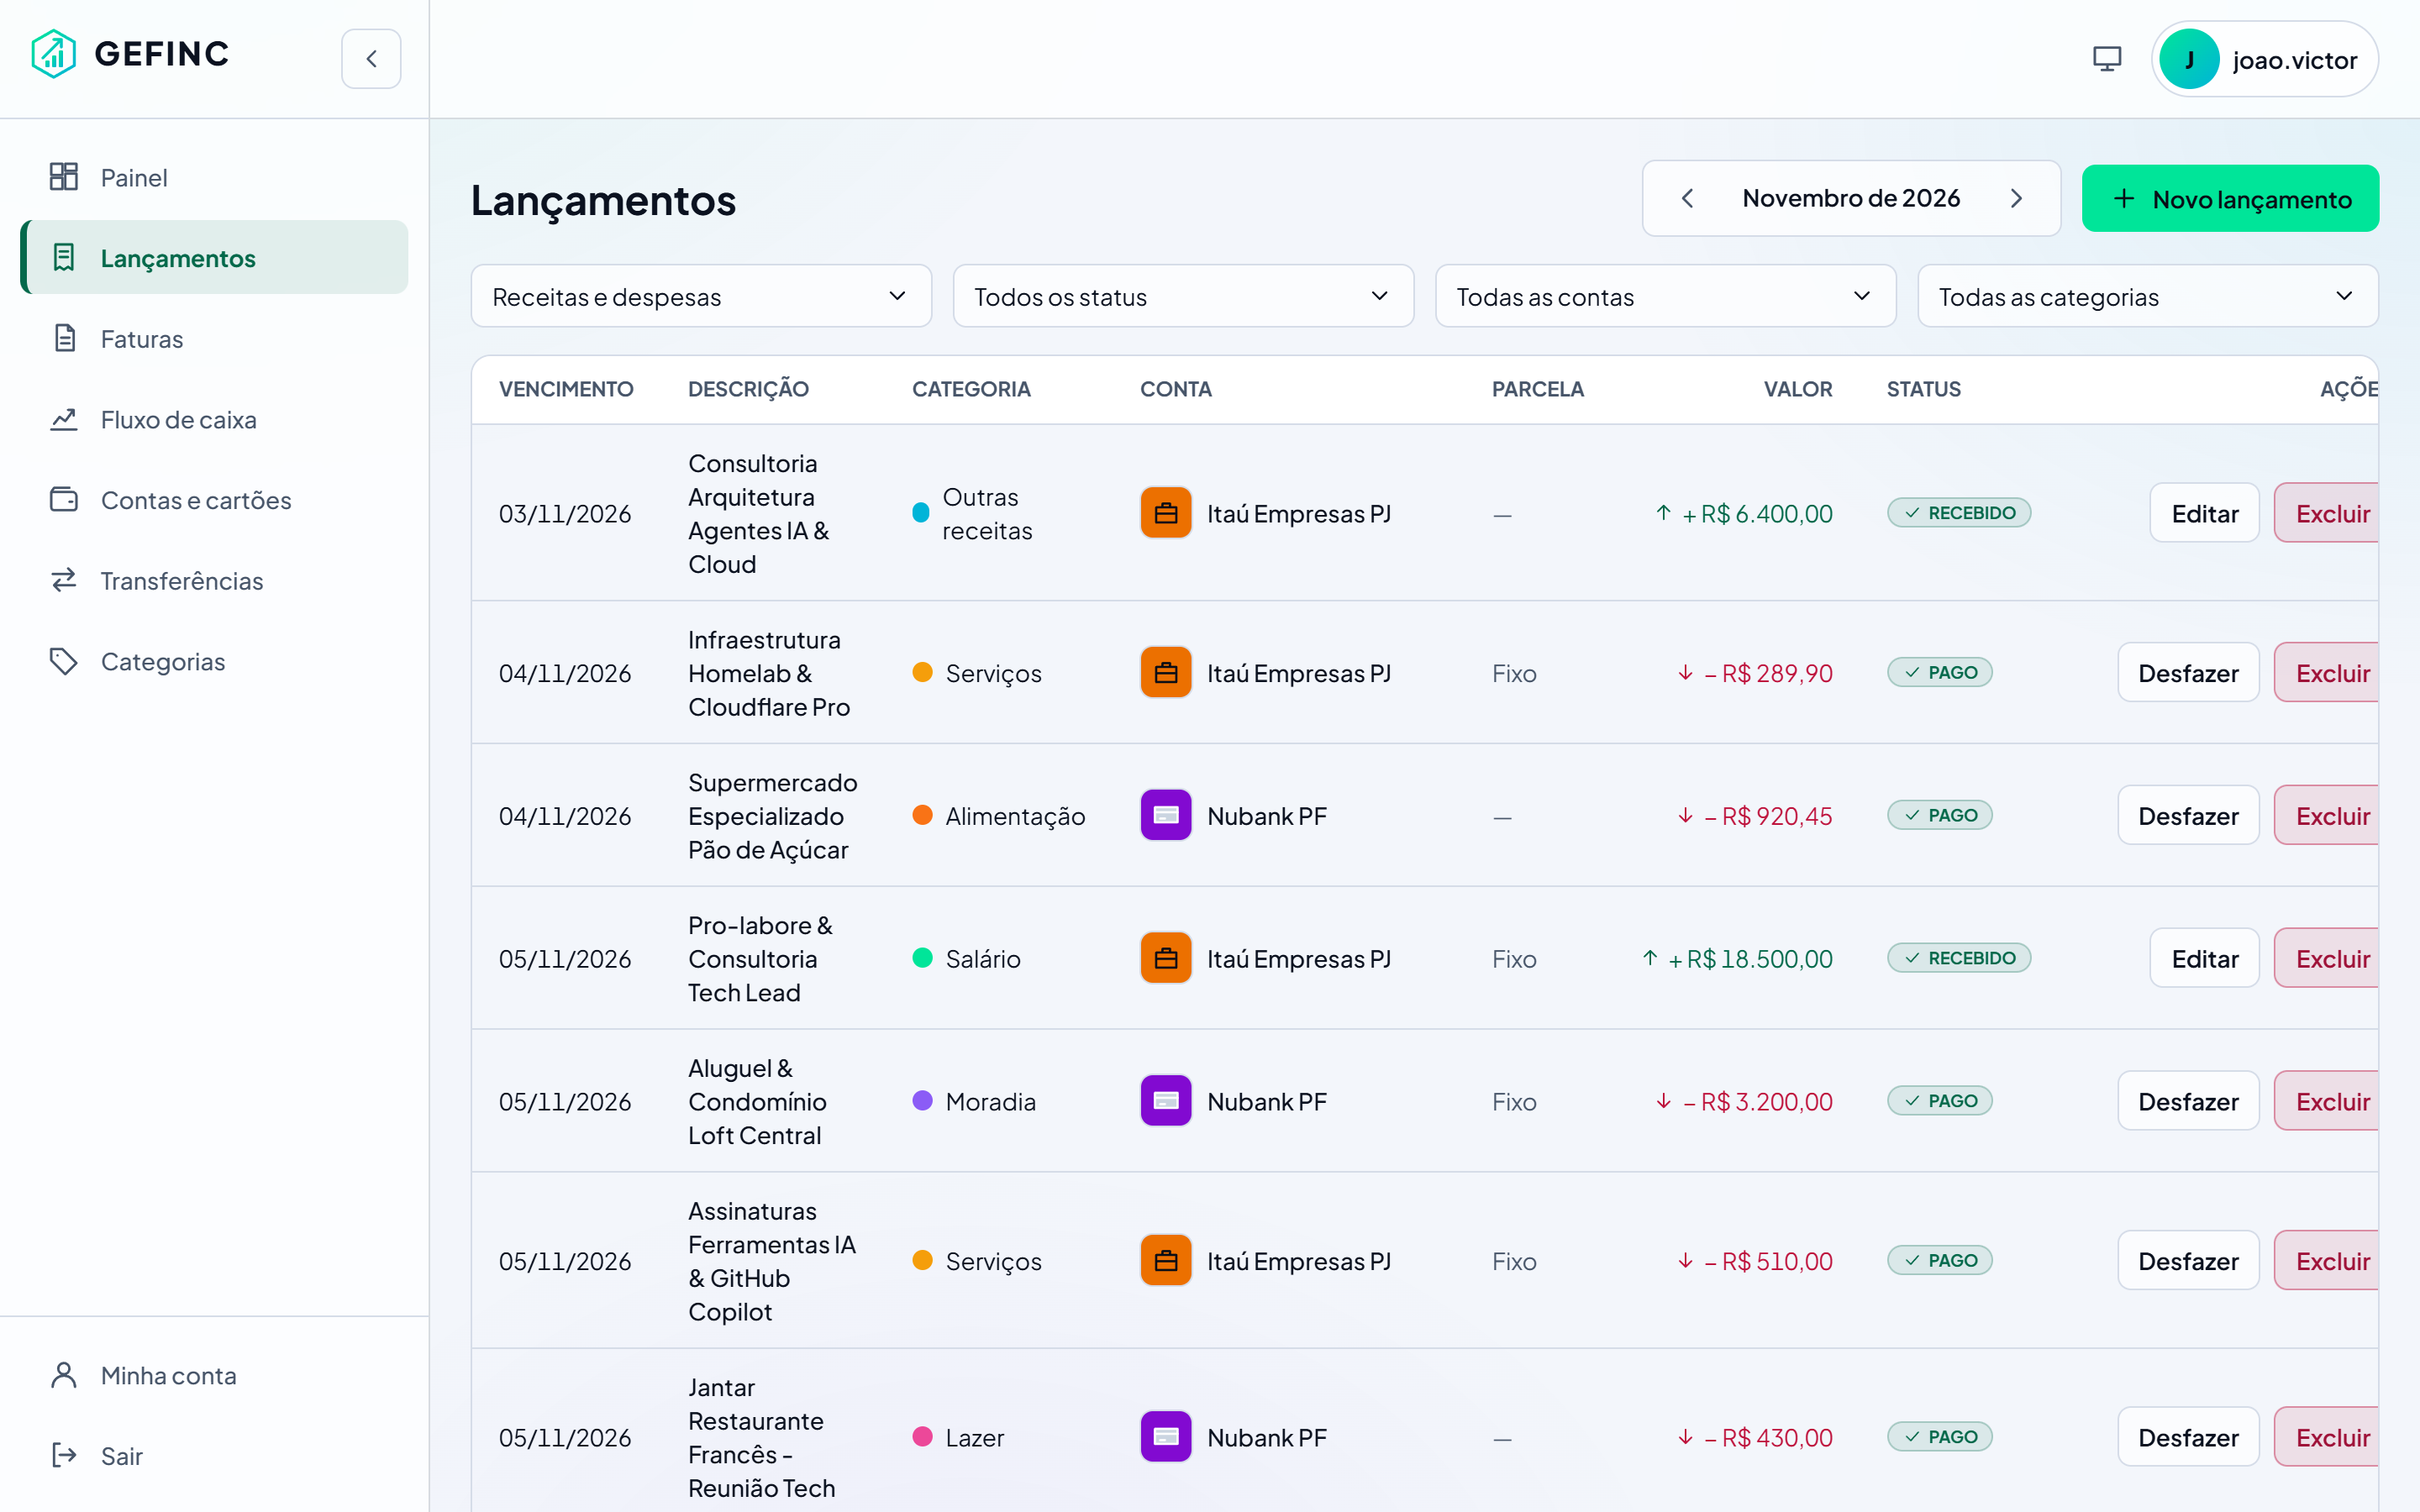 GEFINC
J
joao.victor
Painel
Lançamentos
Faturas
Fluxo de caixa
Contas e cartões
Transferências
Categorias
Minha conta
Sair
Lançamentos
Novembro de 2026
+ Novo lançamento
Receitas e despesas
Todos os status
Todas as contas
Todas as categorias
VENCIMENTO DESCRIÇÃO CATEGORIA CONTA PARCELA VALOR STATUS AÇÕE
03/11/2026
Consultoria
Arquitetura
Agentes IA &
Cloud
Outras
receitas
Itaú Empresas PJ
—
↑ + R$ 6.400,00
✓ RECEBIDO
Editar
Excluir
04/11/2026
Infraestrutura
Homelab &
Cloudflare Pro
Serviços
Itaú Empresas PJ
Fixo
↓ – R$ 289,90
✓ PAGO
Desfazer
Excluir
04/11/2026
Supermercado
Especializado
Pão de Açúcar
Alimentação
Nubank PF
—
↓ – R$ 920,45
✓ PAGO
Desfazer
Excluir
05/11/2026
Pro-labore &
Consultoria
Tech Lead
Salário
Itaú Empresas PJ
Fixo
↑ + R$ 18.500,00
✓ RECEBIDO
Editar
Excluir
05/11/2026
Aluguel &
Condomínio
Loft Central
Moradia
Nubank PF
Fixo
↓ – R$ 3.200,00
✓ PAGO
Desfazer
Excluir
05/11/2026
Assinaturas
Ferramentas IA
& GitHub
Copilot
Serviços
Itaú Empresas PJ
Fixo
↓ – R$ 510,00
✓ PAGO
Desfazer
Excluir
05/11/2026
Jantar
Restaurante
Francês -
Reunião Tech
Lazer
Nubank PF
—
↓ – R$ 430,00
✓ PAGO
Desfazer
Excluir